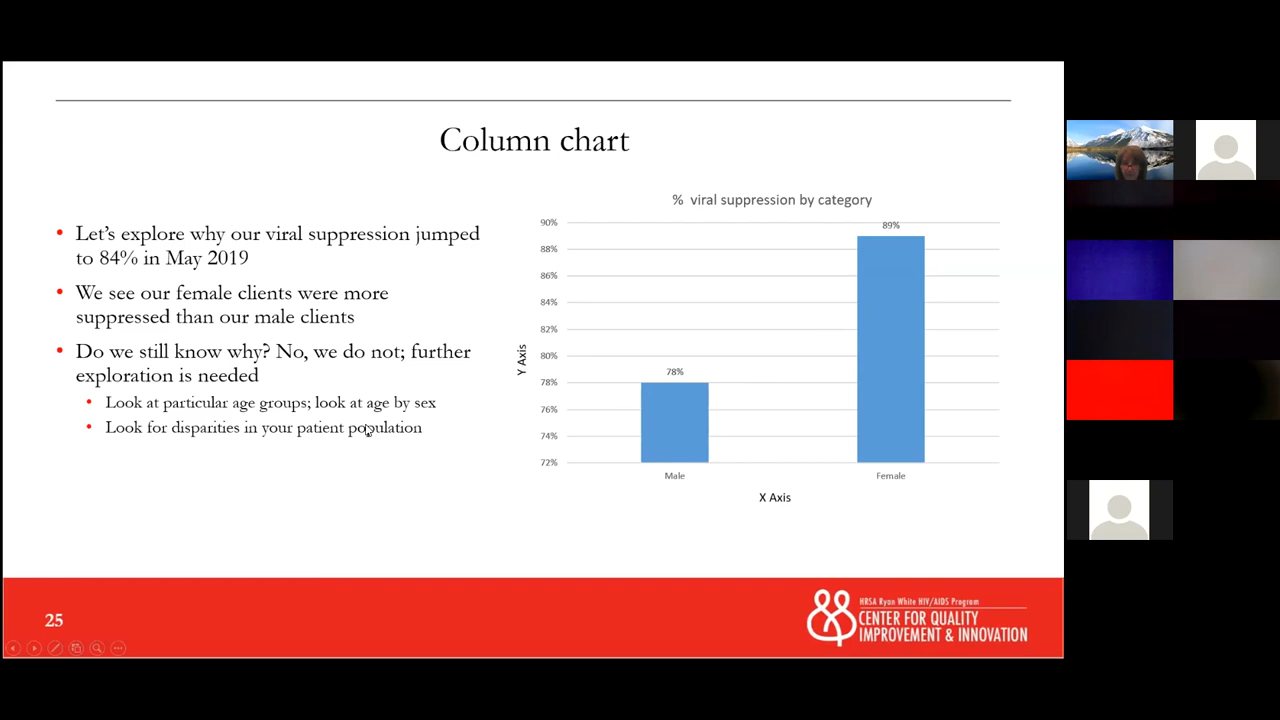 Column chart
Let's explore why our viral suppression jumped
to 84% in May 2019
We see our female clients were more
suppressed than our male clients
Do we still know why? No, we do not; further
exploration is needed
Look at particular age groups; look at age by sex
Look for disparities in your patient population
% viral suppression by category
90%
88%
86%
84%
82%
80%
78%
76%
74%
72%
Y Axis
78%
89%
Male
Female
X Axis
25
HRSA Ryan White HIV/AIDS Program
CENTER FOR QUALITY
IMPROVEMENT & INNOVATION